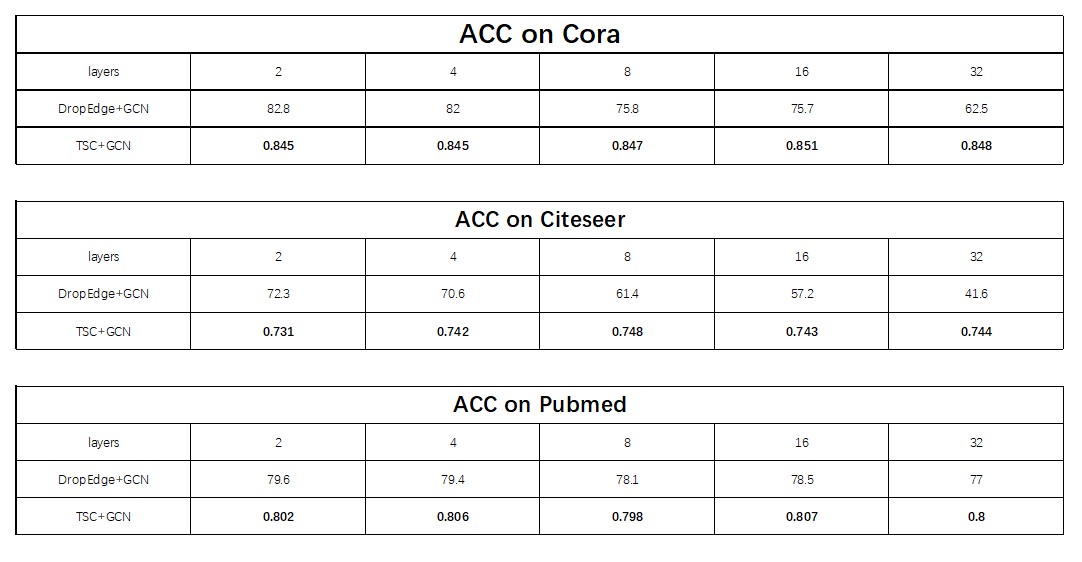 ACC on Cora
layers 2 4 8 16 32
DropEdge+GCN 82.8 82 75.8 75.7 62.5
TSC+GCN 0.845 0.845 0.847 0.851 0.848
ACC on Citeseer
layers 2 4 8 16 32
DropEdge+GCN 72.3 70.6 61.4 57.2 41.6
TSC+GCN 0.731 0.742 0.748 0.743 0.744
ACC on Pubmed
layers 2 4 8 16 32
DropEdge+GCN 79.6 79.4 78.1 78.5 77
TSC+GCN 0.802 0.806 0.798 0.807 0.8